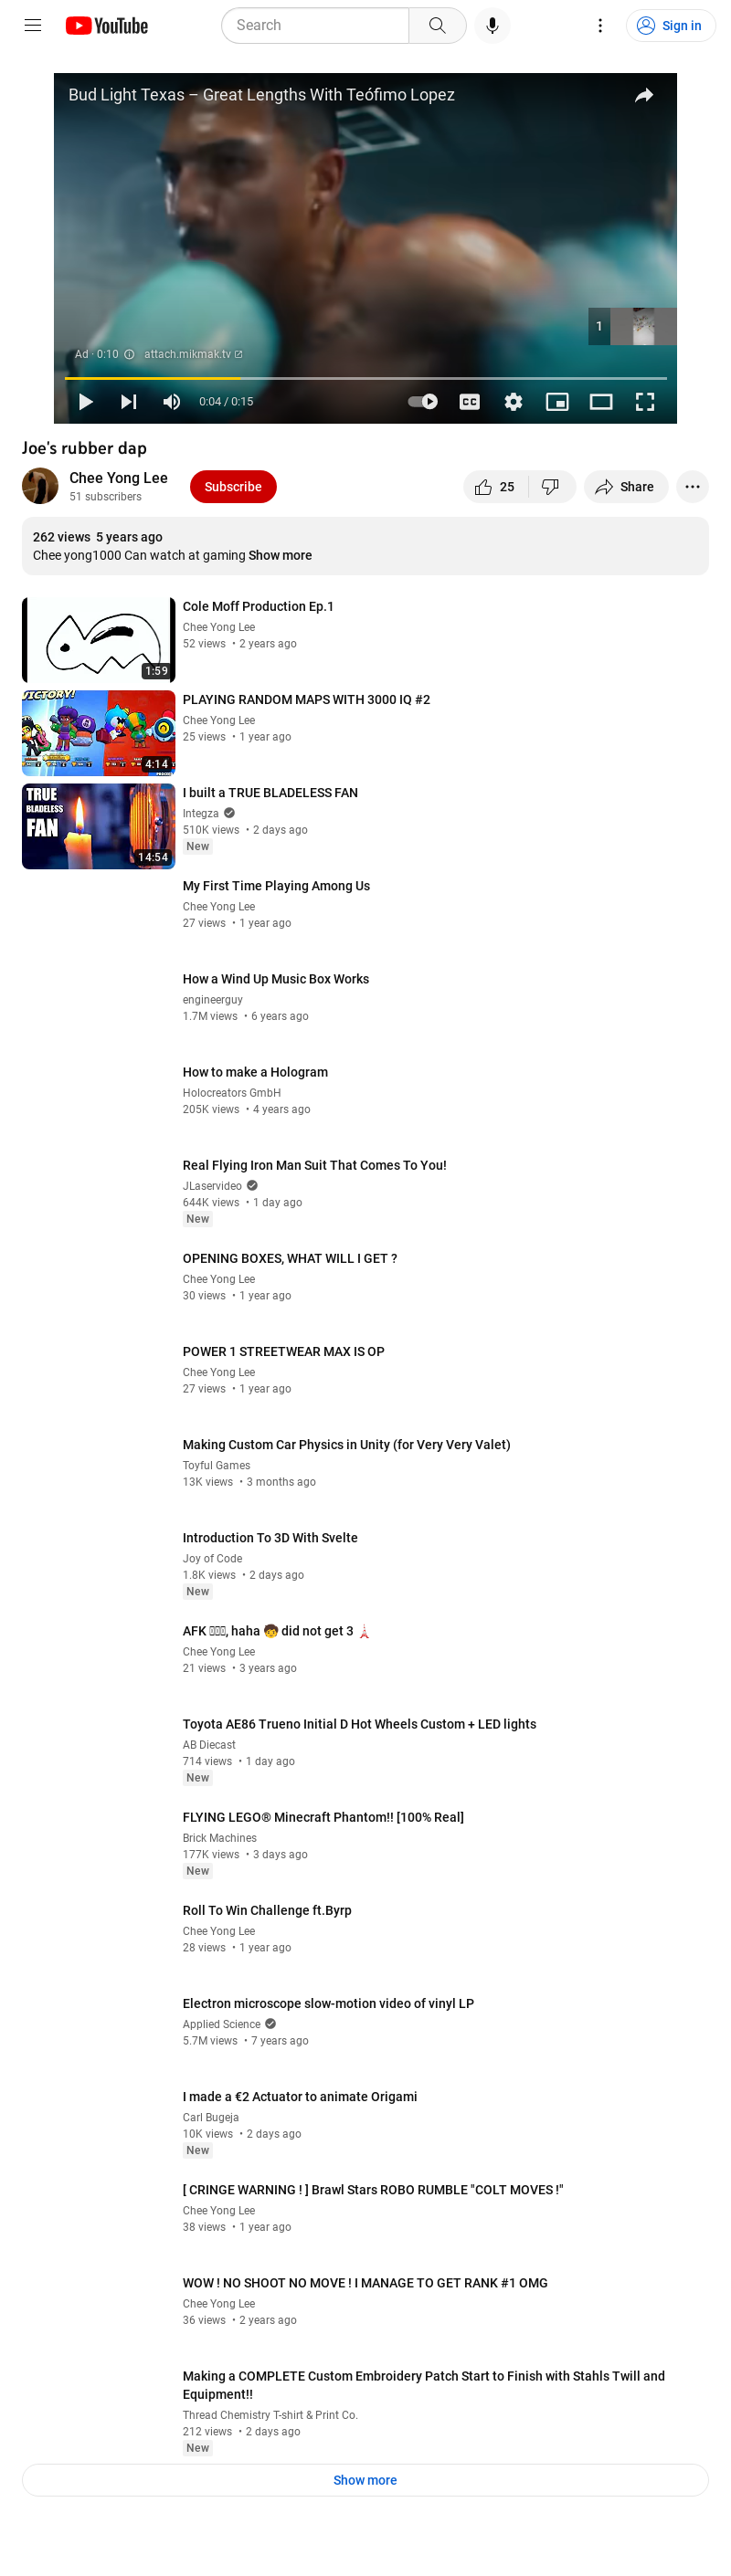 YouTube
Search
Sign in
Bud Light Texas – Great Lengths With Teófimo Lopez
1
Ad · 0:10 attach.mikmak.tv
CC
0:04 / 0:15
Joe's rubber dap
Chee Yong Lee
51 subscribers
Subscribe
25
Share
262 views 5 years ago
Chee yong1000 Can watch at gaming Show more
1:59
Cole Moff Production Ep.1
Chee Yong Lee
52 views • 2 years ago
VICTORY!
4:14
PLAYING RANDOM MAPS WITH 3000 IQ #2
Chee Yong Lee
25 views • 1 year ago
TRUE
BLADELESS
FAN
14:54
I built a TRUE BLADELESS FAN
Integza
510K views • 2 days ago
New
My First Time Playing Among Us
Chee Yong Lee
27 views • 1 year ago
How a Wind Up Music Box Works
engineerguy
1.7M views • 6 years ago
How to make a Hologram
Holocreators GmbH
205K views • 4 years ago
Real Flying Iron Man Suit That Comes To You!
JLaservideo
644K views • 1 day ago
New
OPENING BOXES, WHAT WILL I GET ?
Chee Yong Lee
30 views • 1 year ago
POWER 1 STREETWEAR MAX IS OP
Chee Yong Lee
27 views • 1 year ago
Making Custom Car Physics in Unity (for Very Very Valet)
Toyful Games
13K views • 3 months ago
Introduction To 3D With Svelte
Joy of Code
1.8K views • 2 days ago
New
AFK , haha 🧒 did not get 3 🗼
Chee Yong Lee
21 views • 3 years ago
Toyota AE86 Trueno Initial D Hot Wheels Custom + LED lights
AB Diecast
714 views • 1 day ago
New
FLYING LEGO® Minecraft Phantom!! [100% Real]
Brick Machines
177K views • 3 days ago
New
Roll To Win Challenge ft.Byrp
Chee Yong Lee
28 views • 1 year ago
Electron microscope slow-motion video of vinyl LP
Applied Science
5.7M views • 7 years ago
I made a €2 Actuator to animate Origami
Carl Bugeja
10K views • 2 days ago
New
[ CRINGE WARNING ! ] Brawl Stars ROBO RUMBLE "COLT MOVES !"
Chee Yong Lee
38 views • 1 year ago
WOW ! NO SHOOT NO MOVE ! I MANAGE TO GET RANK #1 OMG
Chee Yong Lee
36 views • 2 years ago
Making a COMPLETE Custom Embroidery Patch Start to Finish with Stahls Twill and
Equipment!!
Thread Chemistry T-shirt & Print Co.
212 views • 2 days ago
New
Show more